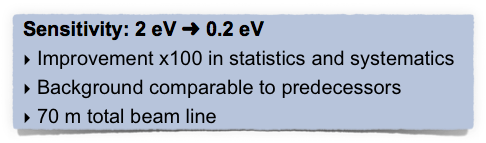 Sensitivity: 2 eV ➜ 0.2 eV
‣ Improvement x100 in statistics and systematics
‣ Background comparable to predecessors
‣ 70 m total beam line